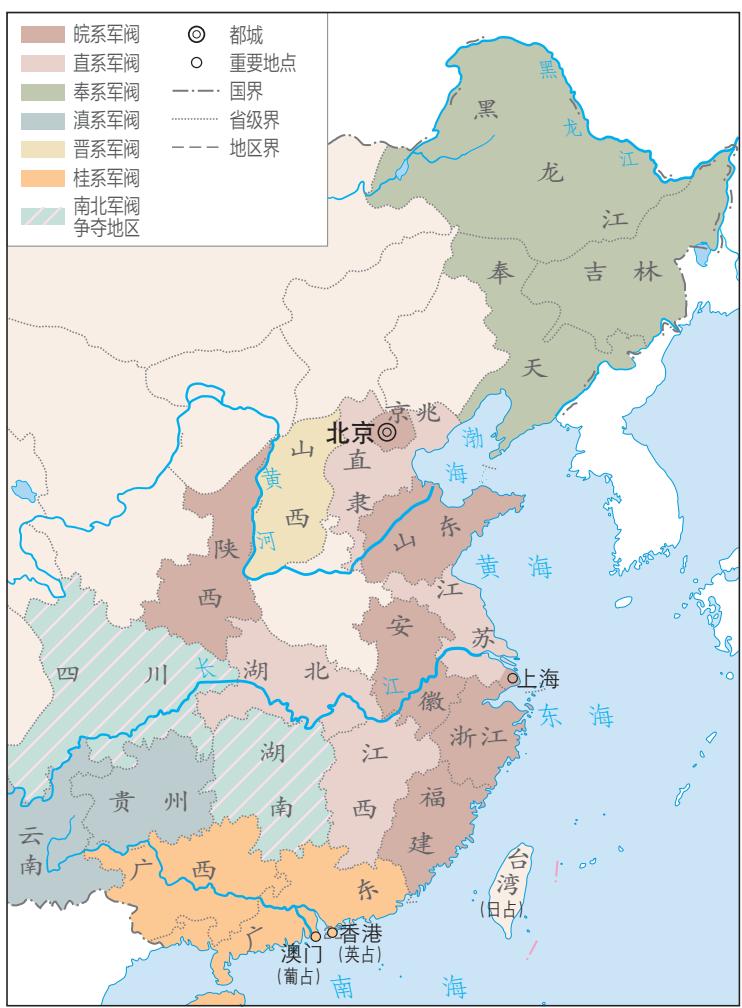 皖系军阀
直系军阀
奉系军阀
滇系军阀
晋系军阀
桂系军阀
南北军阀
争夺地区
都城
重要地点
国界
省级界
地区界
黑
龙
江
黑
龙
江
奉
天
吉 林
京兆
北京
渤
海
直
隶
山
西
黄
河
山 东
陕
西
黄 海
江
苏
安
徽
四 川
长
江
湖 北
上海
东 海
浙江
湖
南
江
西
福
建
贵 州
云
南
广 西
广
东
台
湾
(日占)
香港
(英占)
澳门
(葡占)
南 海